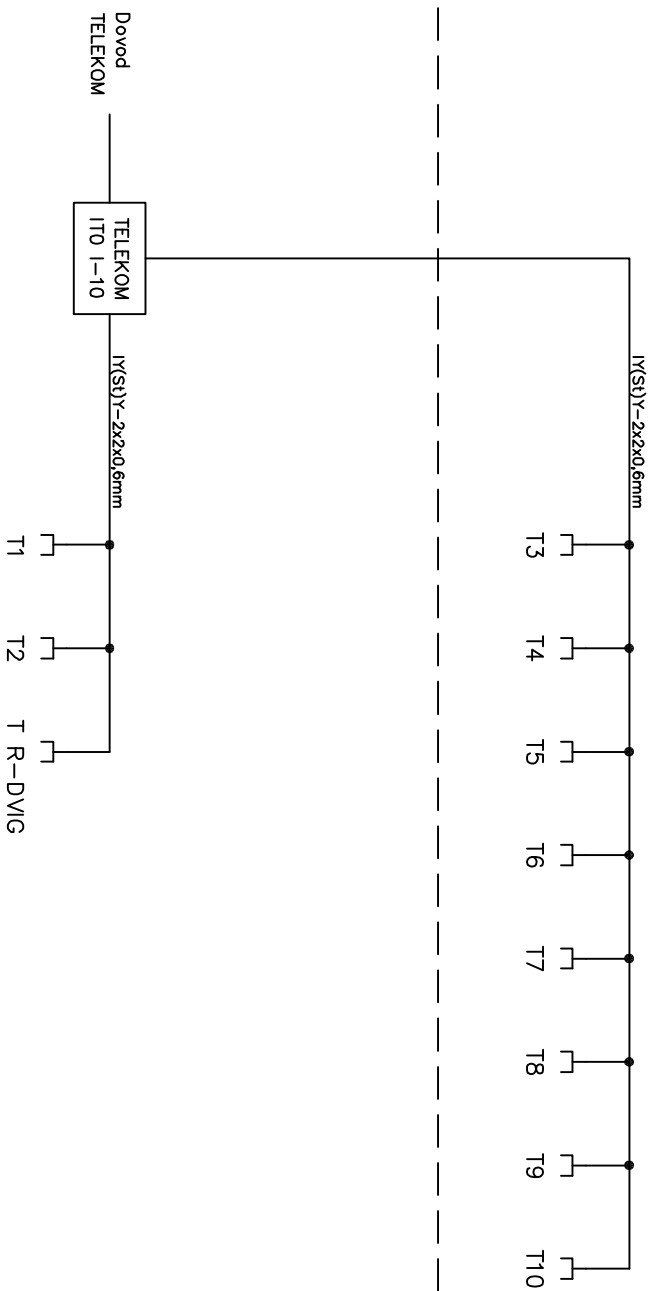 IY(St)Y-2x2x0,6mm
T3
T4
T5
T6
T7
T8
T9
T10
Dovod
TELEKOM
TELEKOM
ITO I-10
IY(St)Y-2x2x0,6mm
T1
T2
T R-DVIG